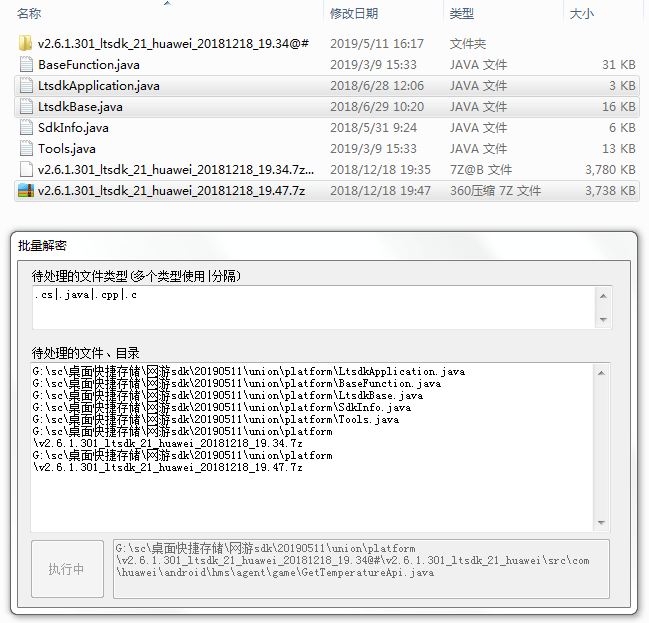 名称 修改日期 类型 大小
v2.6.1.301_ltsdk_21_huawei_20181218_19.34@# 2019/5/11 16:17 文件夹
BaseFunction.java 2019/3/9 15:33 JAVA 文件 31 KB
LtsdkApplication.java 2018/6/28 12:06 JAVA 文件 3 KB
LtsdkBase.java 2018/6/29 10:20 JAVA 文件 16 KB
SdkInfo.java 2018/5/31 9:24 JAVA 文件 6 KB
Tools.java 2019/3/9 15:33 JAVA 文件 13 KB
v2.6.1.301_ltsdk_21_huawei_20181218_19.34.7z... 2018/12/18 19:35 7Z@B 文件 3,780 KB
v2.6.1.301_ltsdk_21_huawei_20181218_19.47.7z 2018/12/18 19:47 360压缩 7Z 文件 3,738 KB
批量解密
待处理的文件类型(多个类型使用|分隔)
.cs|.java|.cpp|.c
待处理的文件、目录
G:\sc\桌面快捷存储\网游sdk\20190511\union\platform\LtsdkApplication.java
G:\sc\桌面快捷存储\网游sdk\20190511\union\platform\BaseFunction.java
G:\sc\桌面快捷存储\网游sdk\20190511\union\platform\LtsdkBase.java
G:\sc\桌面快捷存储\网游sdk\20190511\union\platform\SdkInfo.java
G:\sc\桌面快捷存储\网游sdk\20190511\union\platform\Tools.java
G:\sc\桌面快捷存储\网游sdk\20190511\union\platform
\v2.6.1.301_ltsdk_21_huawei_20181218_19.34.7z
G:\sc\桌面快捷存储\网游sdk\20190511\union\platform
\v2.6.1.301_ltsdk_21_huawei_20181218_19.47.7z
执行中
G:\sc\桌面快捷存储\网游sdk\20190511\union\platform
\v2.6.1.301_ltsdk_21_huawei_20181218_19.34@#\v2.6.1.301_ltsdk_21_huawei\src\com
\huawei\android\hms\agent\game\GetTemperatureApi.java